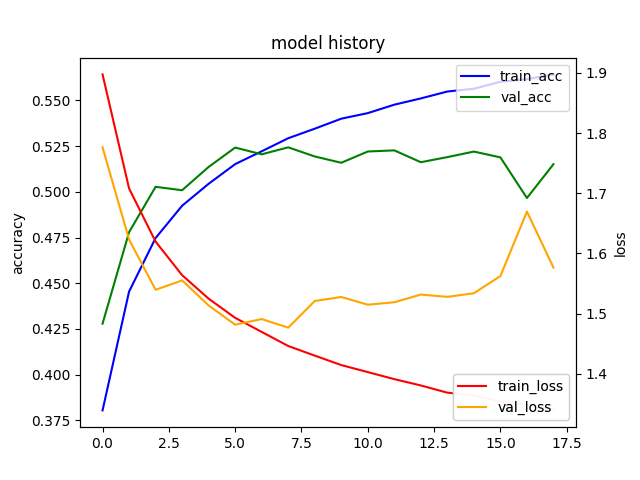 model history
train_acc
val_acc
train_loss
val_loss
accuracy
loss
0.550
0.525
0.500
0.475
0.450
0.425
0.400
0.375
1.9
1.8
1.7
1.6
1.5
1.4
0.0 2.5 5.0 7.5 10.0 12.5 15.0 17.5